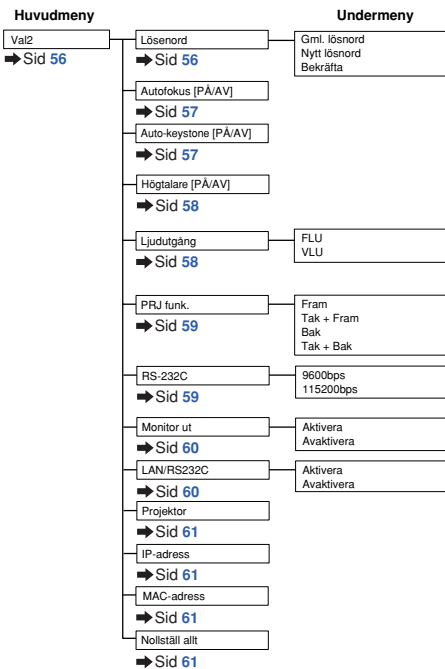 Huvudmeny
Undermeny
Val2
➡Sid 56
Lösenord
➡Sid 56
Gml. lösnord
Nytt lösnord
Bekräfta
Autofokus [PÅ/AV]
➡Sid 57
Auto-keystone [PÅ/AV]
➡Sid 57
Högtalare [PÅ/AV]
➡Sid 58
Ljudutgång
➡Sid 58
FLU
VLU
PRJ funk.
➡Sid 59
Fram
Tak + Fram
Bak
Tak + Bak
RS-232C
➡Sid 59
9600bps
115200bps
Monitor ut
➡Sid 60
Aktivera
Avaktivera
LAN/RS232C
➡Sid 60
Aktivera
Avaktivera
Projektor
➡Sid 61
IP-adress
➡Sid 61
MAC-adress
➡Sid 61
Nollställ allt
➡Sid 61